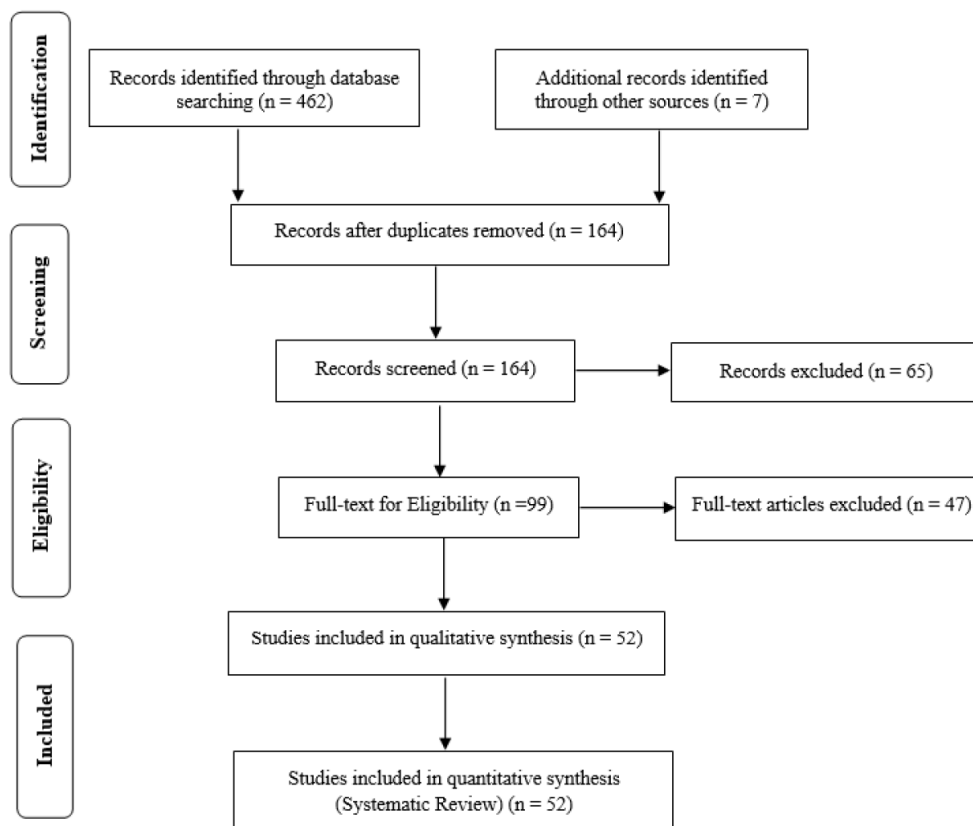 Identification
Records identified through database
searching (n = 462)
Additional records identified
through other sources (n = 7)
Records after duplicates removed (n = 164)
Screening
Records screened (n = 164)
Records excluded (n = 65)
Eligibility
Full-text for Eligibility (n =99)
Full-text articles excluded (n = 47)
Studies included in qualitative synthesis (n = 52)
Included
Studies included in quantitative synthesis
(Systematic Review) (n = 52)